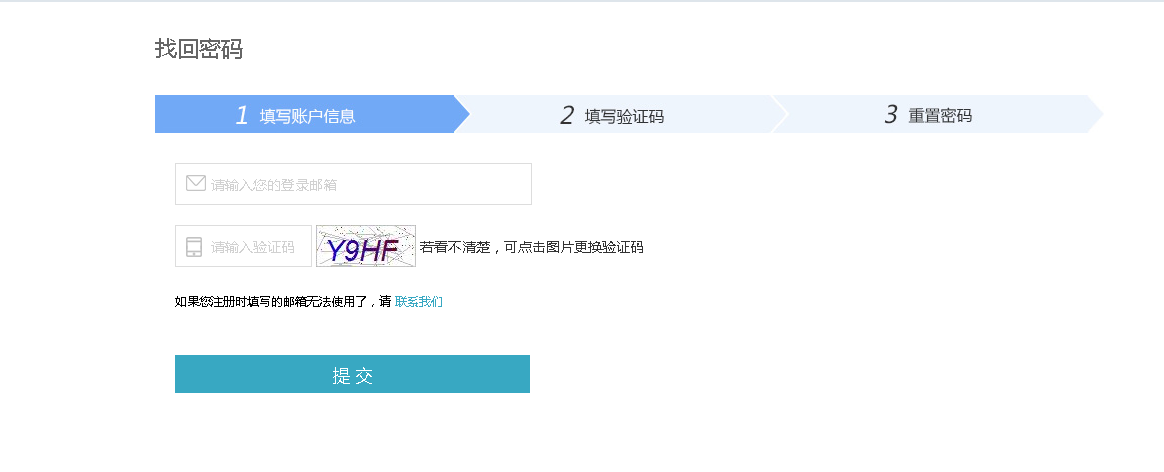 找回密码
1 填写账户信息 2 填写验证码 3 重置密码
请输入您的登录邮箱
请输入验证码 Y9HF 若看不清楚，可点击图片更换验证码
如果您注册时填写的邮箱无法使用了，请 联系我们
提 交